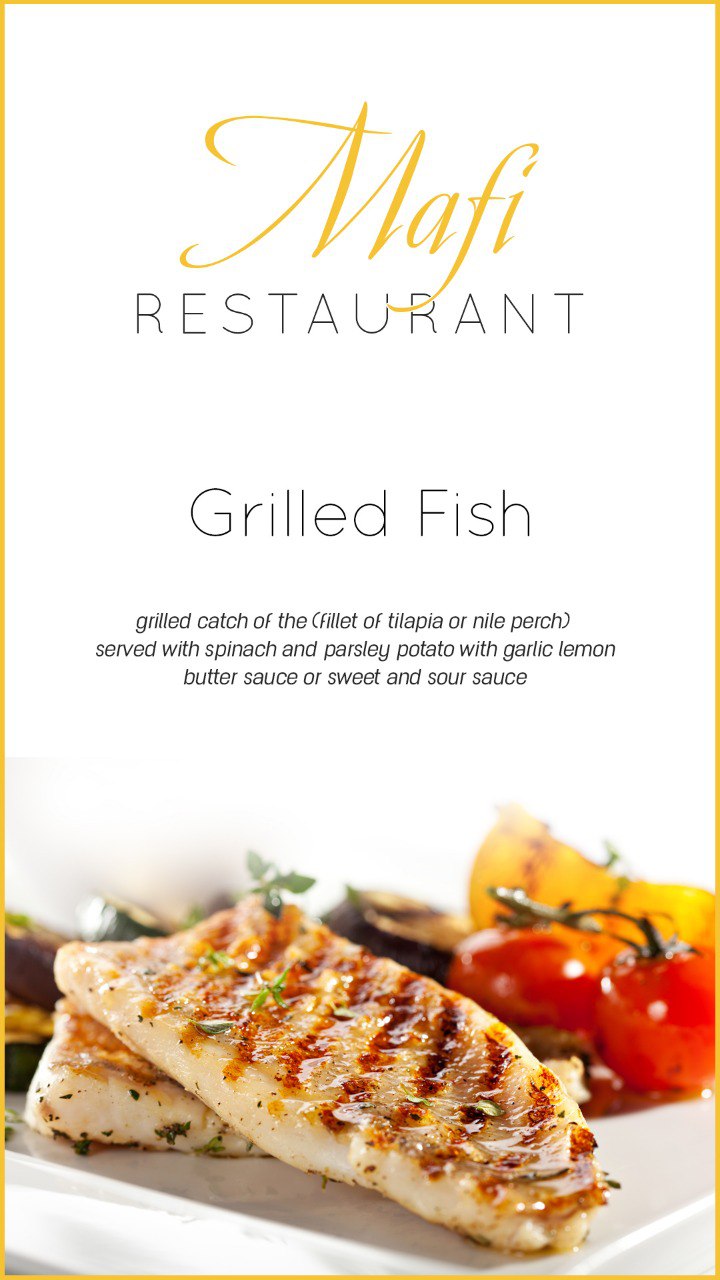 Mafi
RESTAURANT
Grilled Fish
grilled catch of the (fillet of tilapia or nile perch)
served with spinach and parsley potato with garlic lemon
butter sauce or sweet and sour sauce